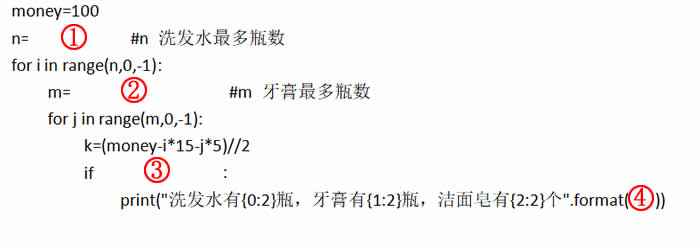 money=100
n= ① #n 洗发水最多瓶数
for i in range(n,0,-1):
m= ② #m 牙膏最多瓶数
for j in range(m,0,-1):
k=(money-i*15-j*5)//2
if ③ :
print("洗发水有{0:2}瓶，牙膏有{1:2}瓶，洁面皂有{2:2}个".format(④))